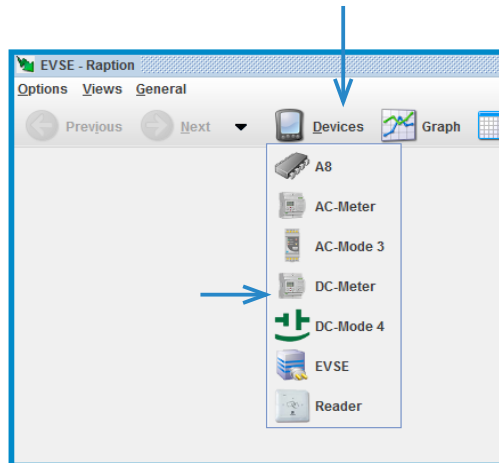 EVSE - Raption
Options Views General
Previous Next Devices Graph
A8
AC-Meter
AC-Mode 3
DC-Meter
DC-Mode 4
EVSE
Reader